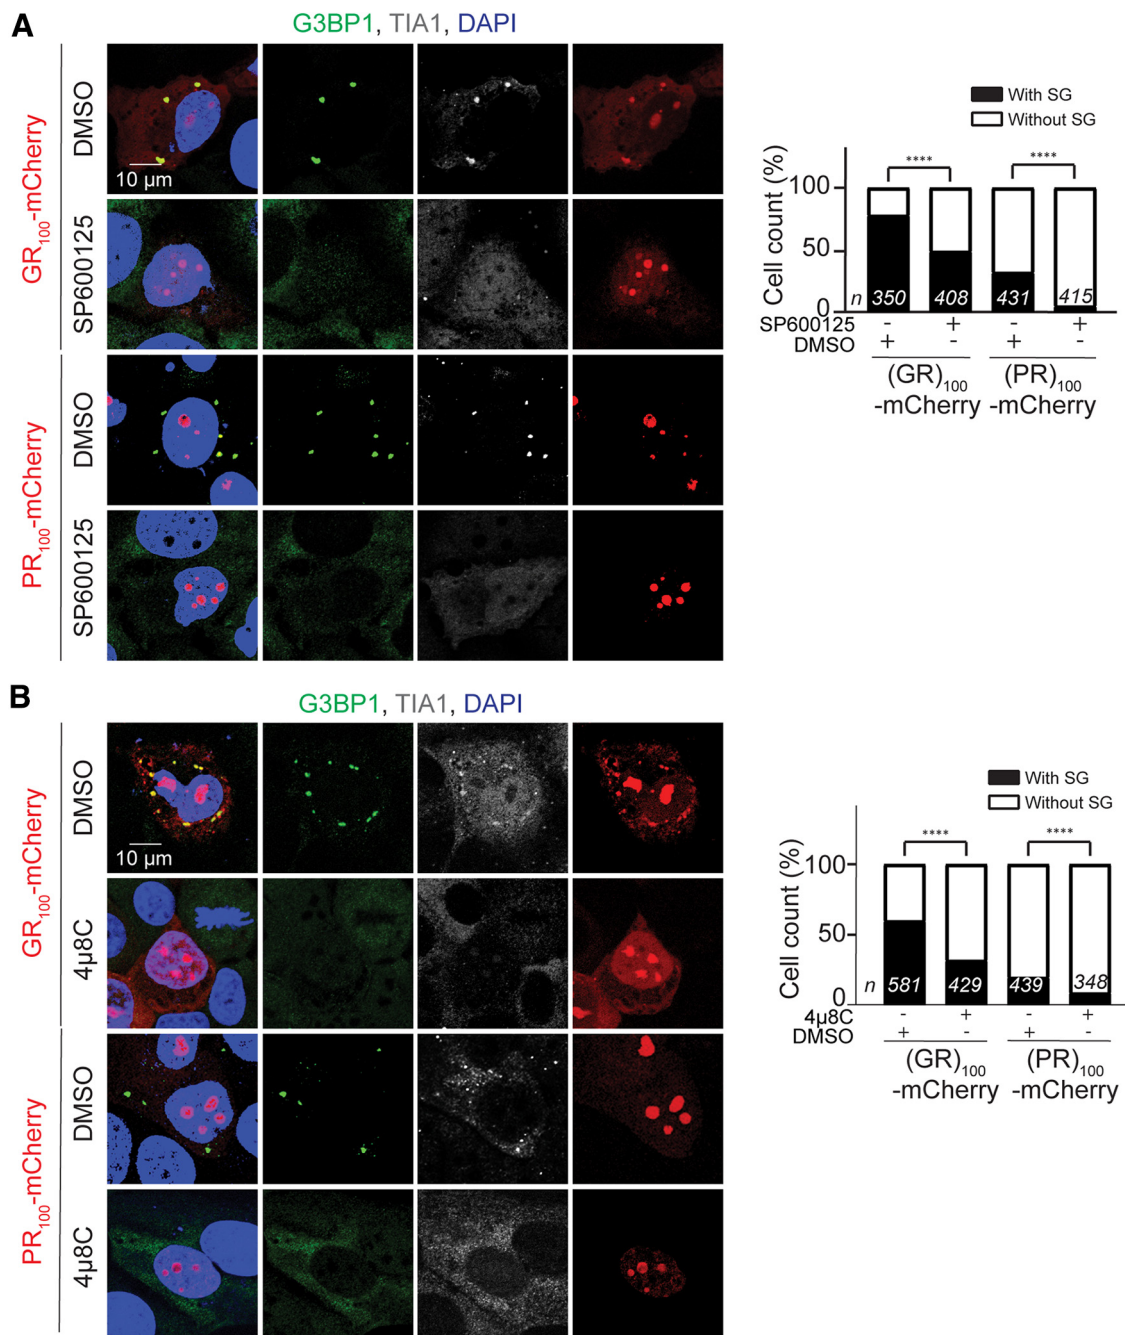 A
G3BP1, TIA1, DAPI
GR100-mCherry
DMSO
10 µm
SP600125
PR100-mCherry
DMSO
SP600125
With SG
Without SG
**** ****
Cell count (%)
100
50
0
n 350 408 431 415
SP600125 - + - +
DMSO + - + -
(GR)100 (PR)100
-mCherry -mCherry
B
G3BP1, TIA1, DAPI
GR100-mCherry
DMSO
10 µm
4µ8C
PR100-mCherry
DMSO
4µ8C
With SG
Without SG
**** ****
Cell count (%)
100
50
0
n 581 429 439 348
4µ8C - + - +
DMSO + - + -
(GR)100 (PR)100
-mCherry -mCherry